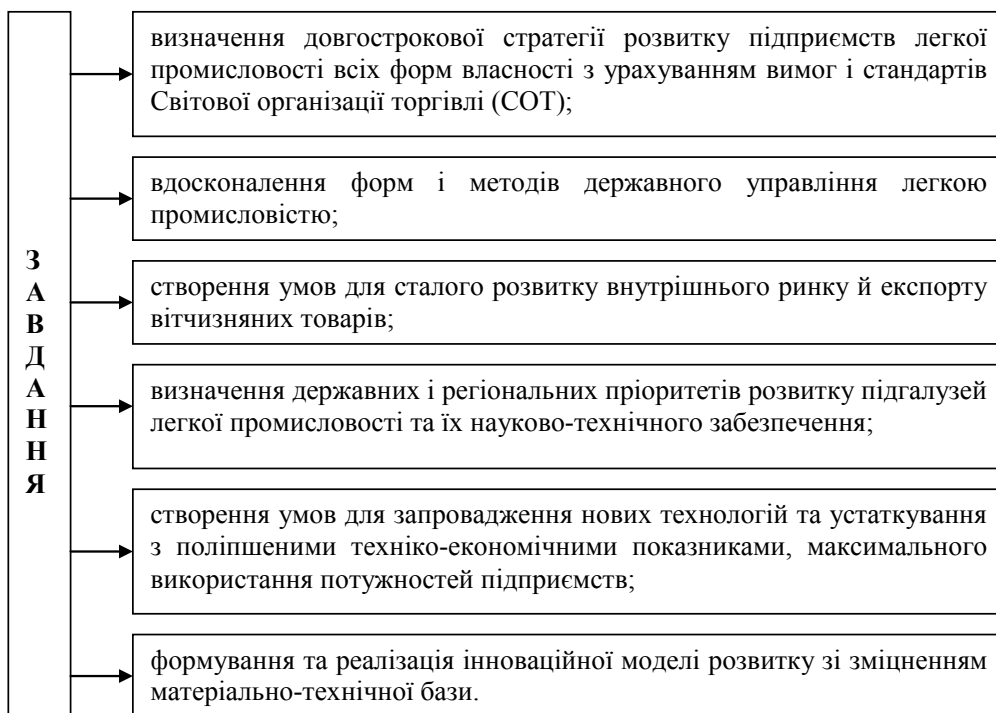 З
А
В
Д
А
Н
Н
Я
визначення довгострокової стратегії розвитку підприємств легкої
промисловості всіх форм власності з урахуванням вимог і стандартів
Світової організації торгівлі (СОТ);
вдосконалення форм і методів державного управління легкою
промисловістю;
створення умов для сталого розвитку внутрішнього ринку й експорту
вітчизняних товарів;
визначення державних і регіональних пріоритетів розвитку підгалузей
легкої промисловості та їх науково-технічного забезпечення;
створення умов для запровадження нових технологій та устаткування
з поліпшеними техніко-економічними показниками, максимального
використання потужностей підприємств;
формування та реалізація інноваційної моделі розвитку зі зміцненням
матеріально-технічної бази.